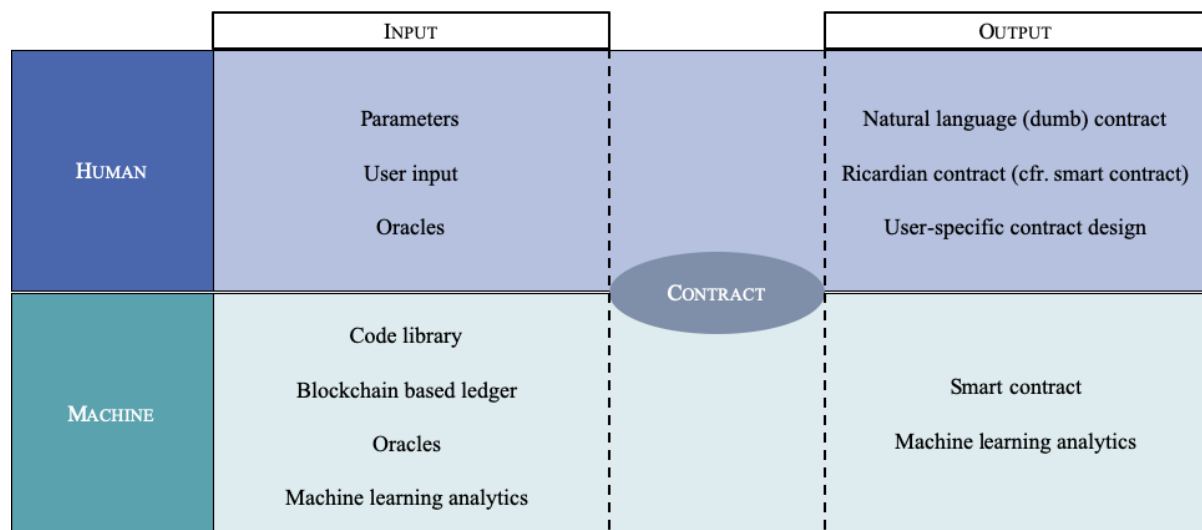 INPUT
OUTPUT
HUMAN
Parameters
User input
Oracles
Natural language (dumb) contract
Ricardian contract (cfr. smart contract)
User-specific contract design
CONTRACT
MACHINE
Code library
Blockchain based ledger
Oracles
Machine learning analytics
Smart contract
Machine learning analytics